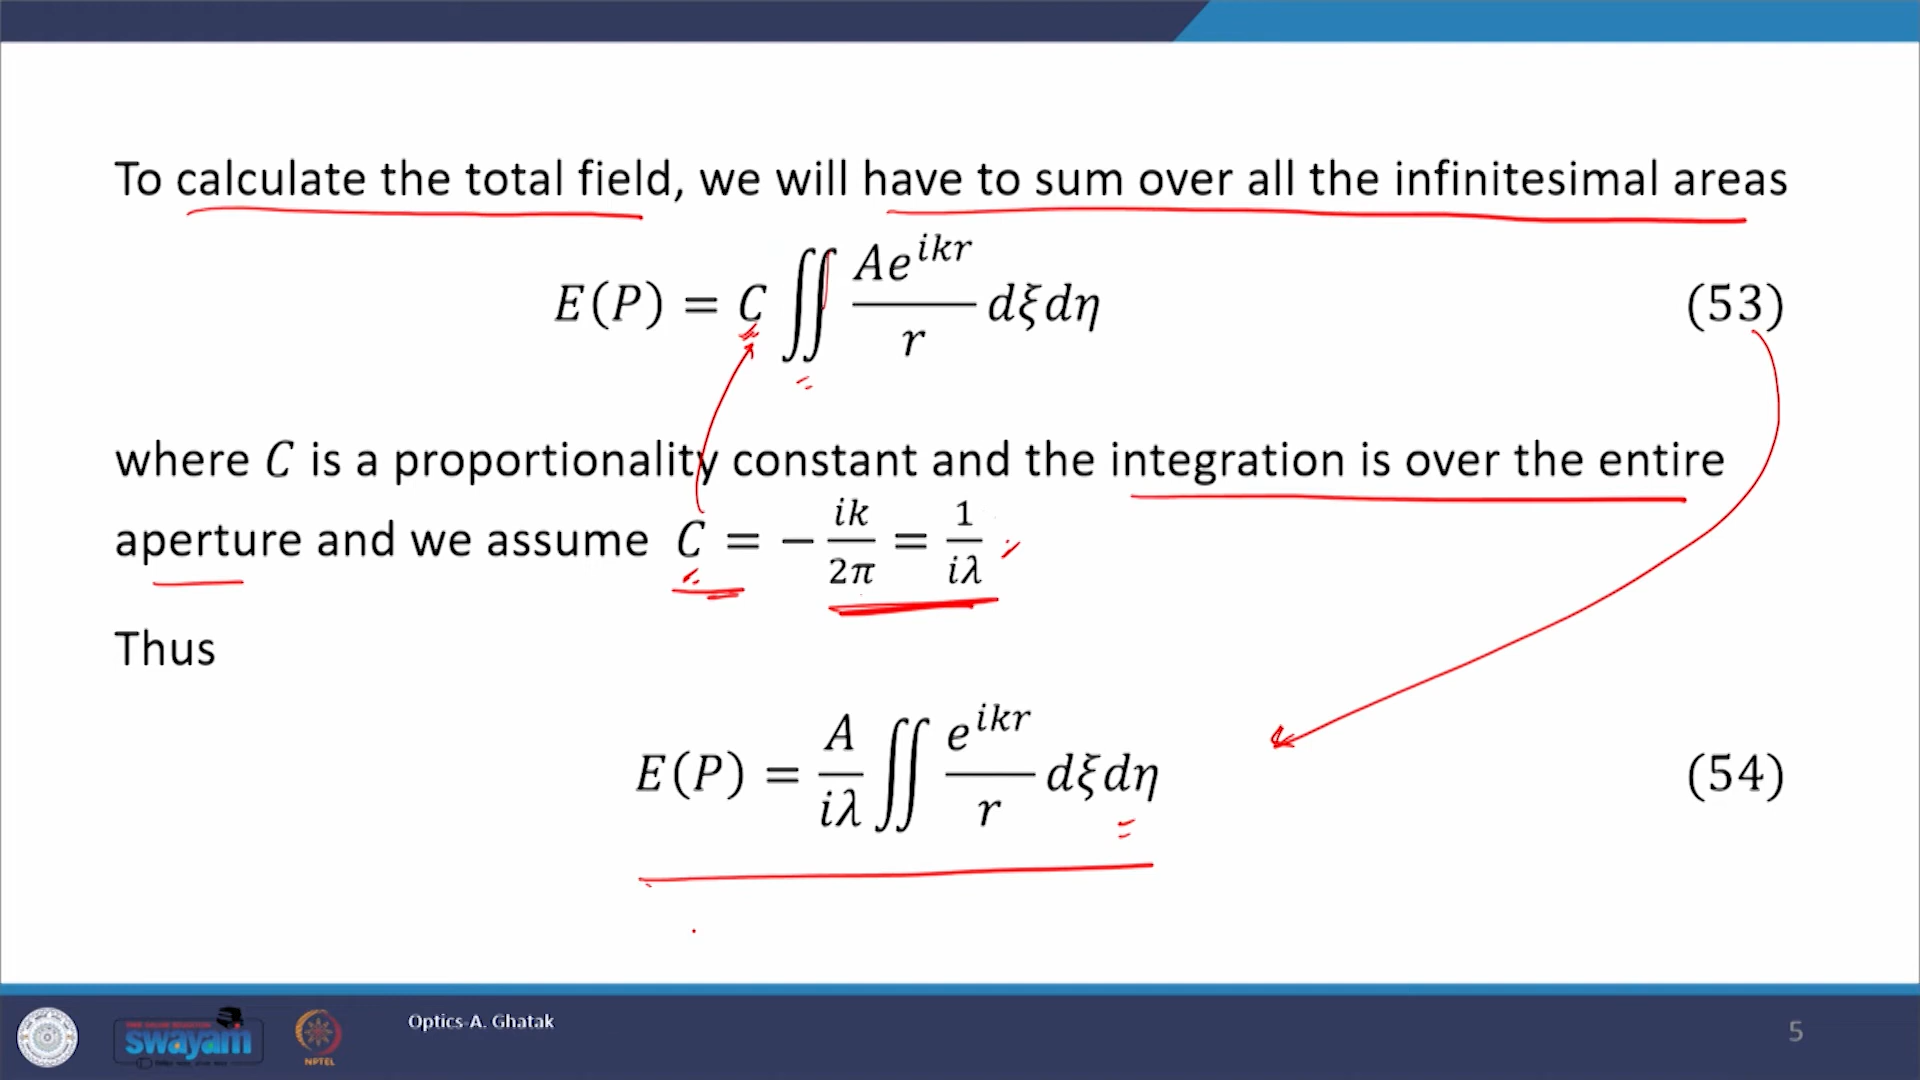 To calculate the total field, we will have to sum over all the infinitesimal areas
E(P) = C ∬ Ae^{ikr}/r dξdη (53)
where C is a proportionality constant and the integration is over the entire
aperture and we assume C = − ik/2π = 1/iλ
Thus
E(P) = A/iλ ∬ e^{ikr}/r dξdη (54)
Optics-A. Ghatak
swayam
NPTEL
5